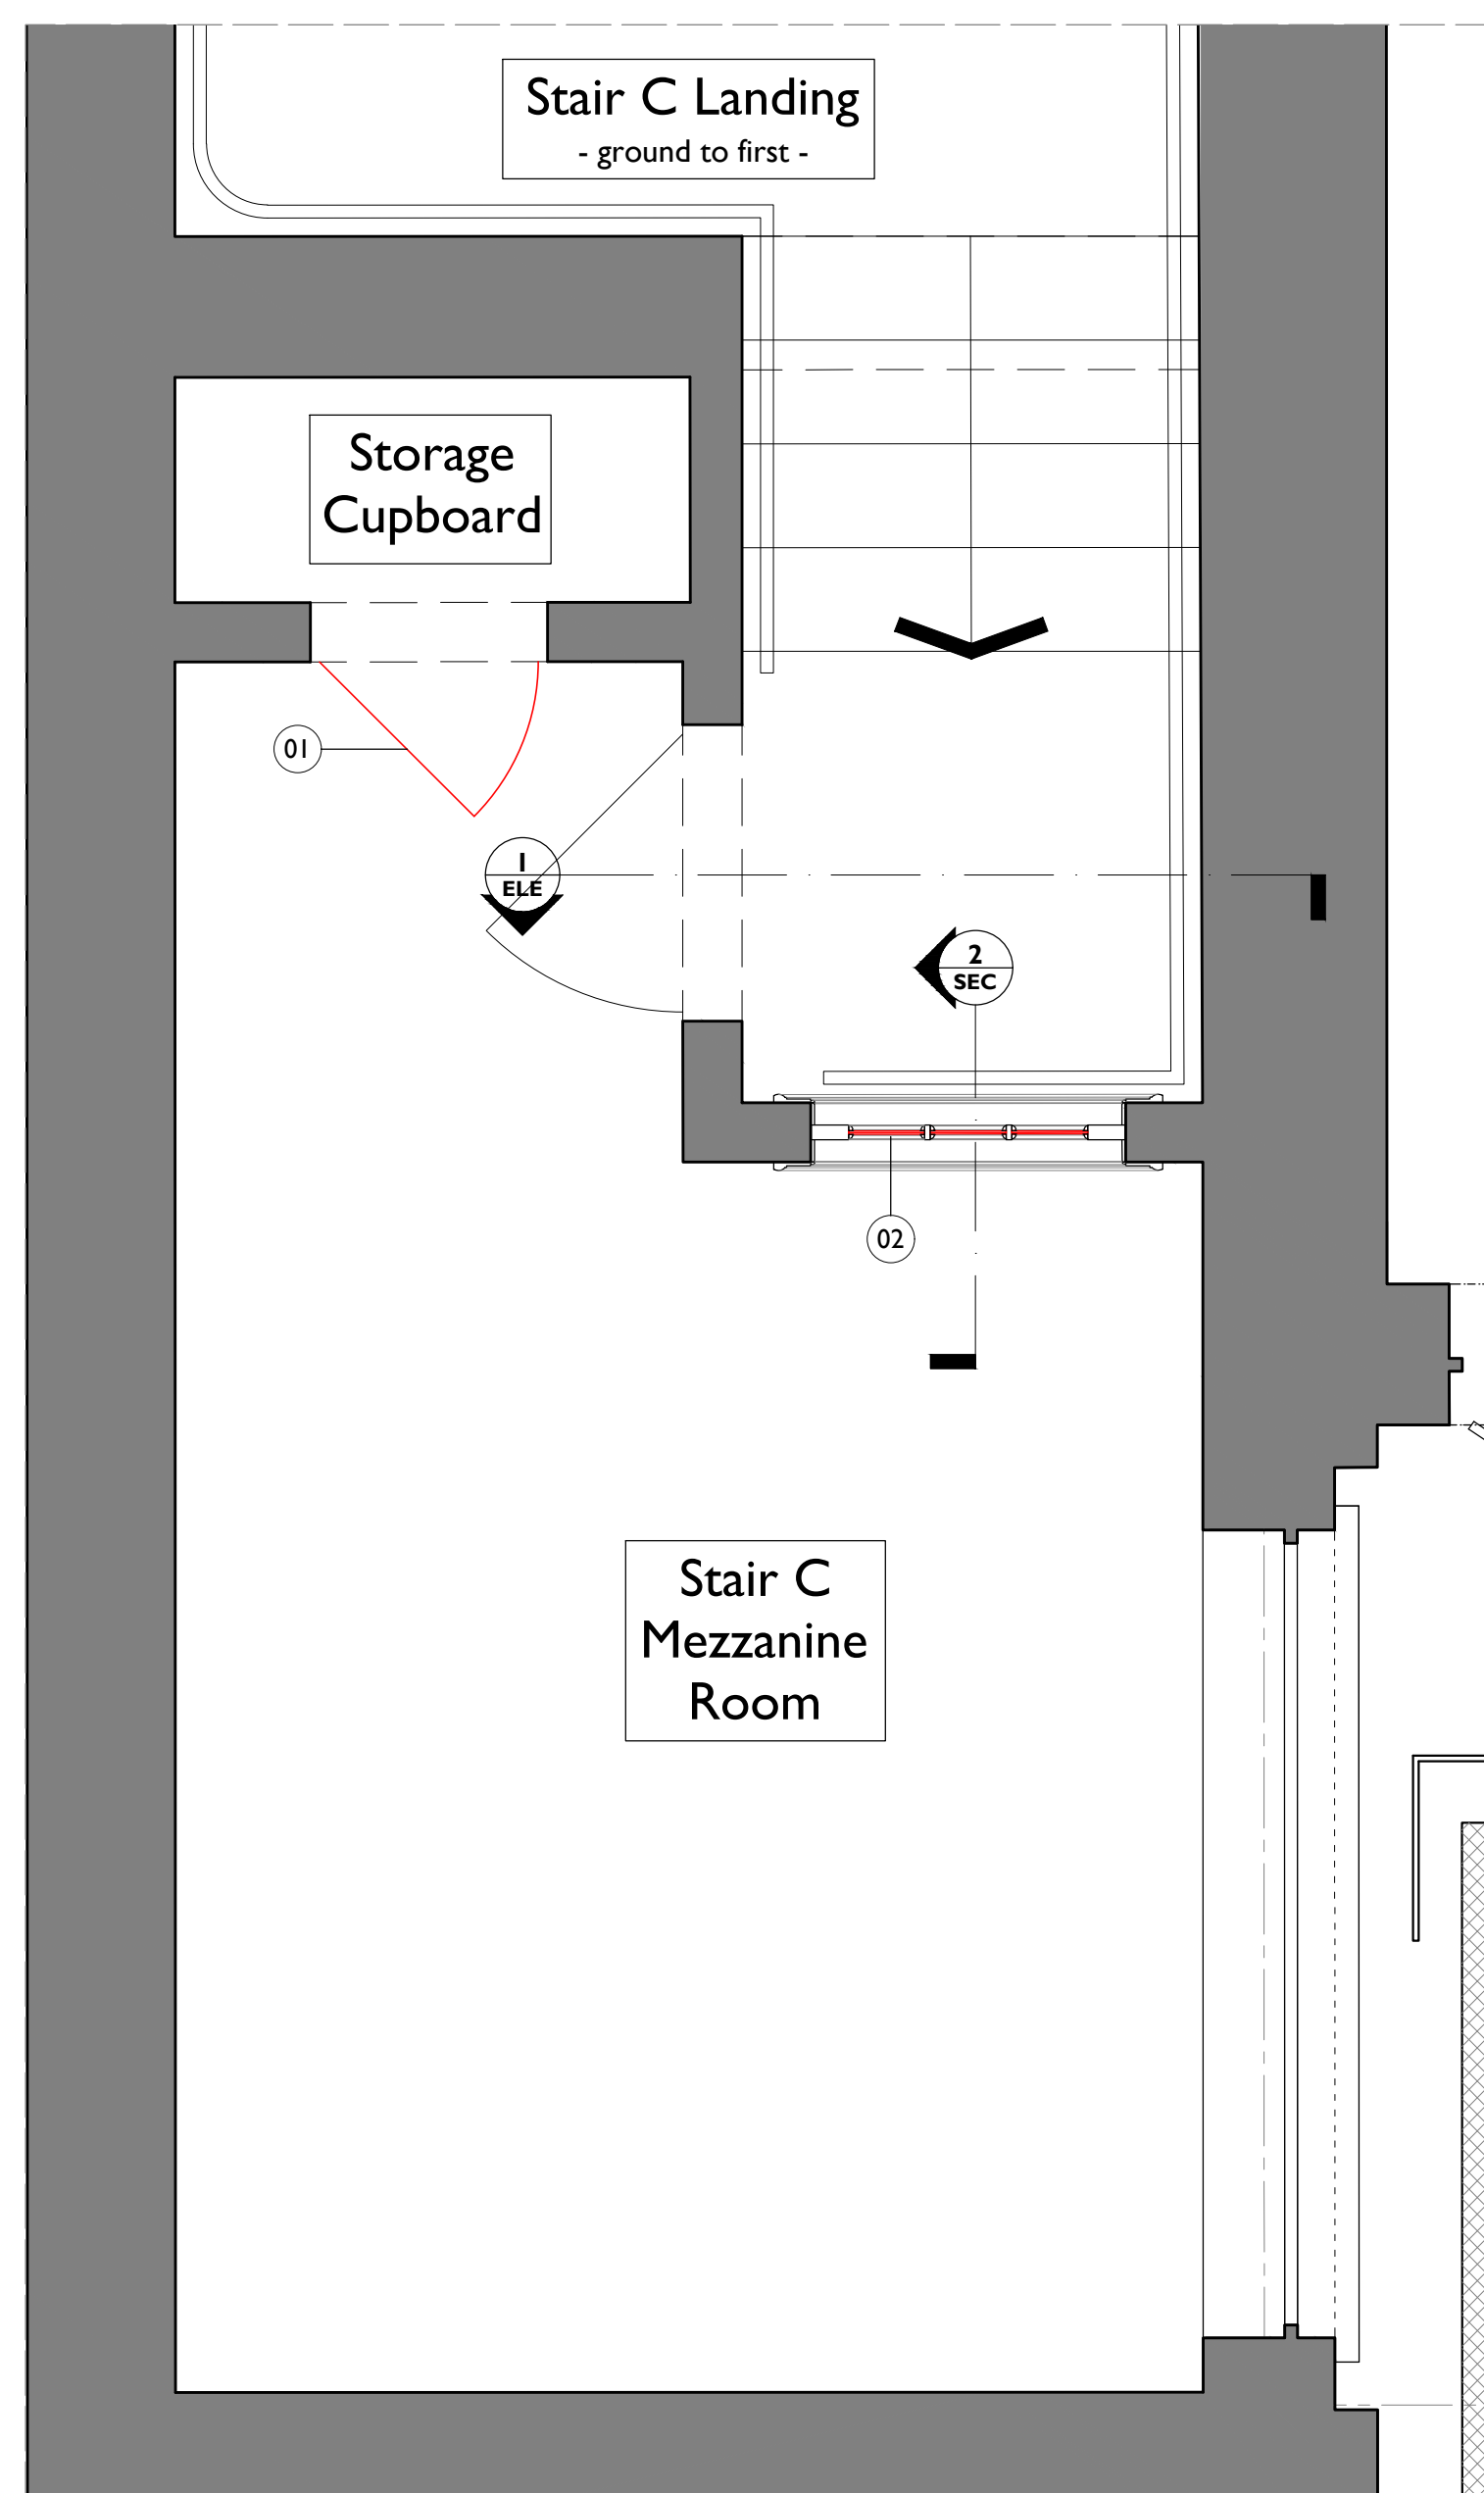 Stair C Landing
- ground to first -
Storage
Cupboard
01
1
ELE
2
SEC
02
Stair C
Mezzanine
Room